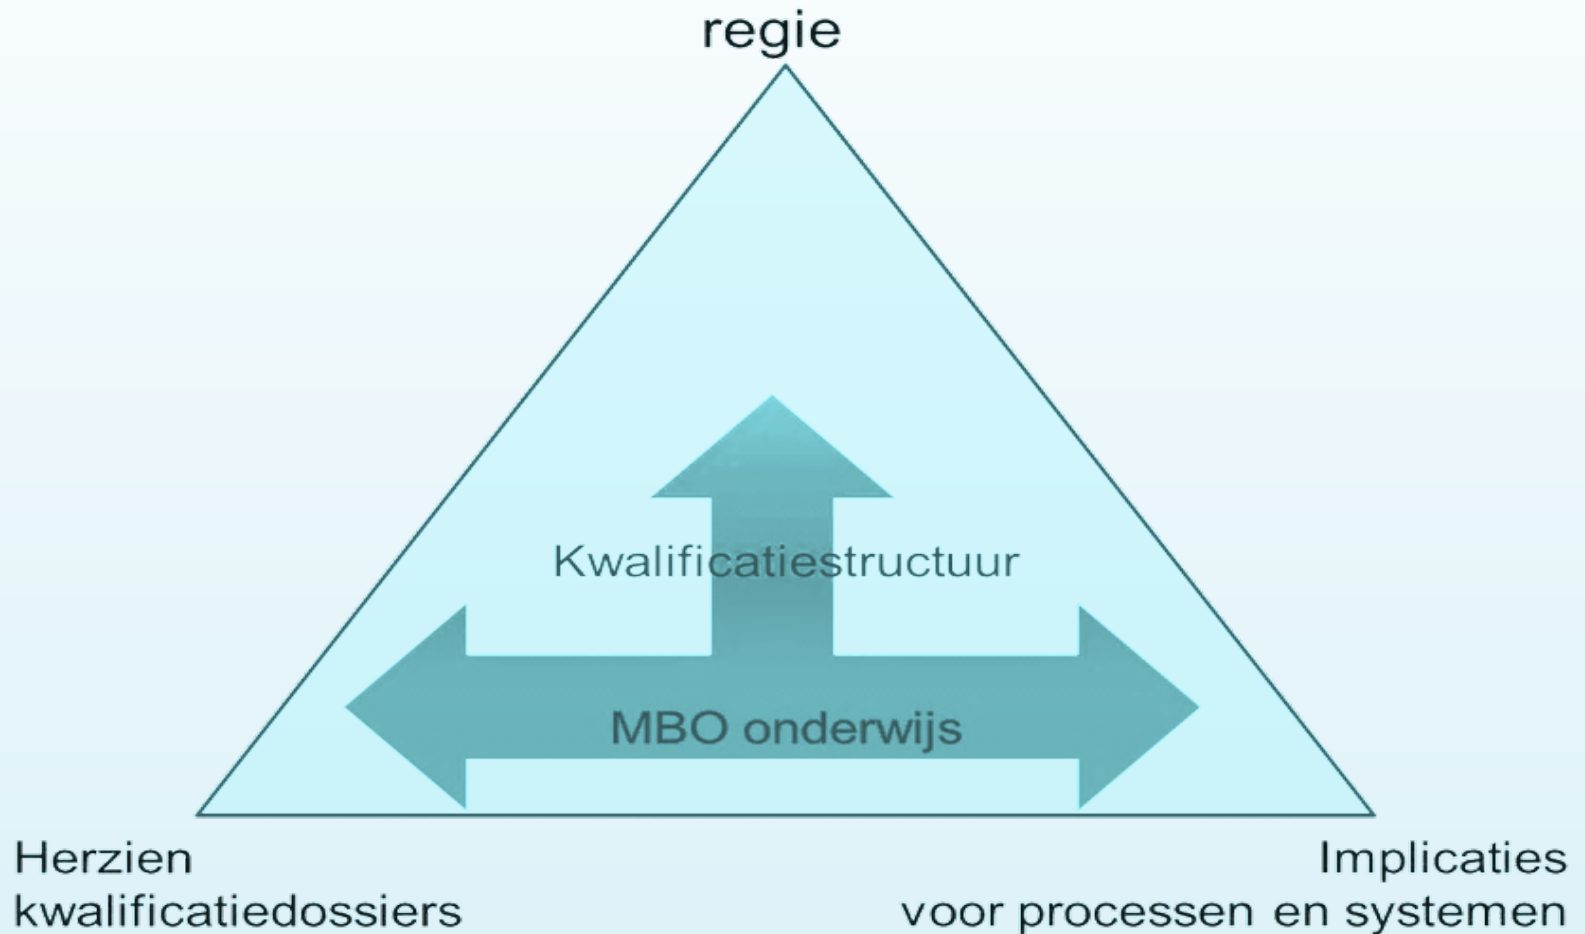 regie
Kwalificatiestructuur
MBO onderwijs
Herzien
kwalificatiedossiers
Implicaties
voor processen en systemen